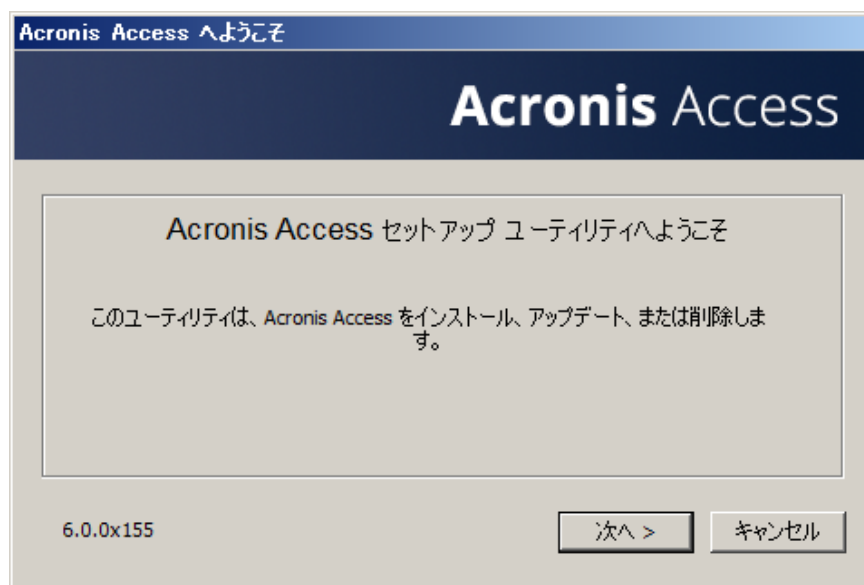 Acronis Access へようこそ
Acronis Access
Acronis Access セットアップ ユーティリティへようこそ
このユーティリティは、Acronis Access をインストール、アップデート、または削除しま
す。
6.0.0x155
次へ >
キャンセル